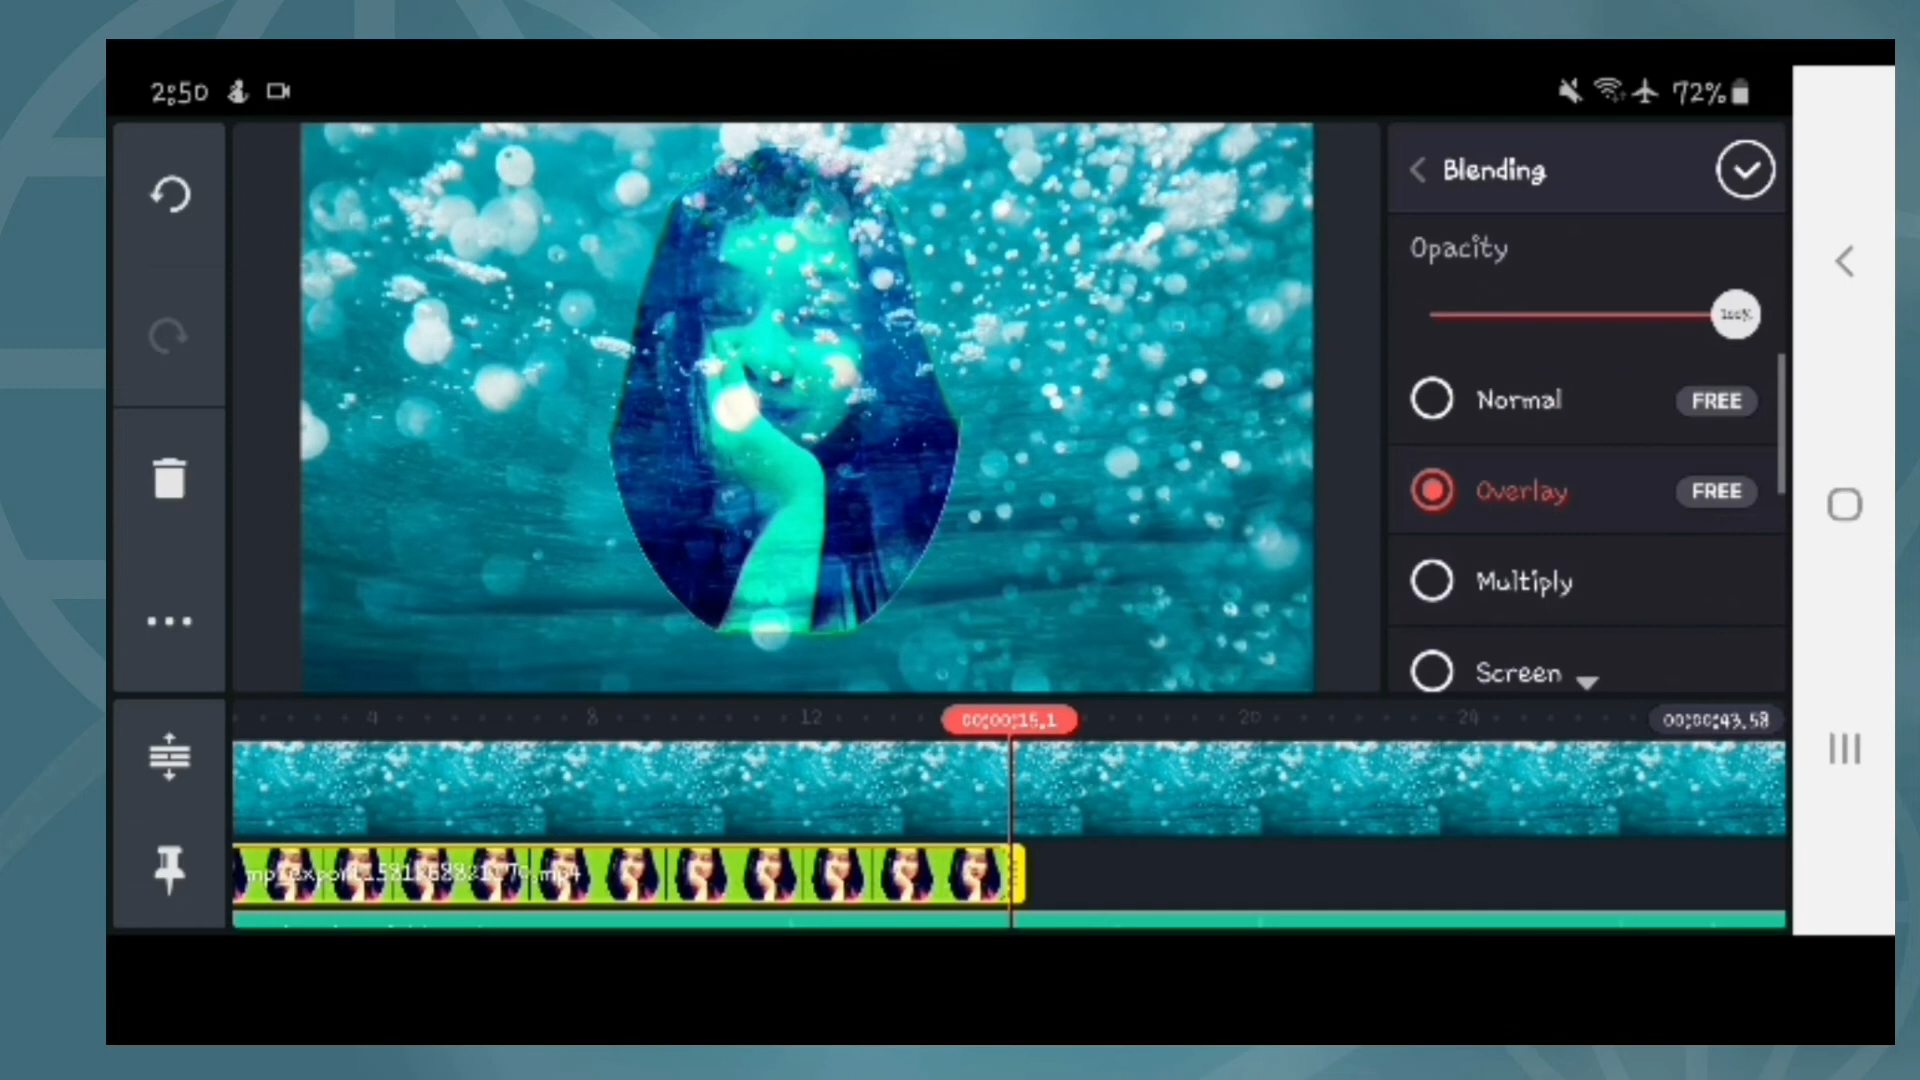 2:50
72%
Blending
Opacity
100%
Normal FREE
Overlay FREE
Multiply
Screen
4 8 12 00:00:15.1 20 24 00:00:43.58